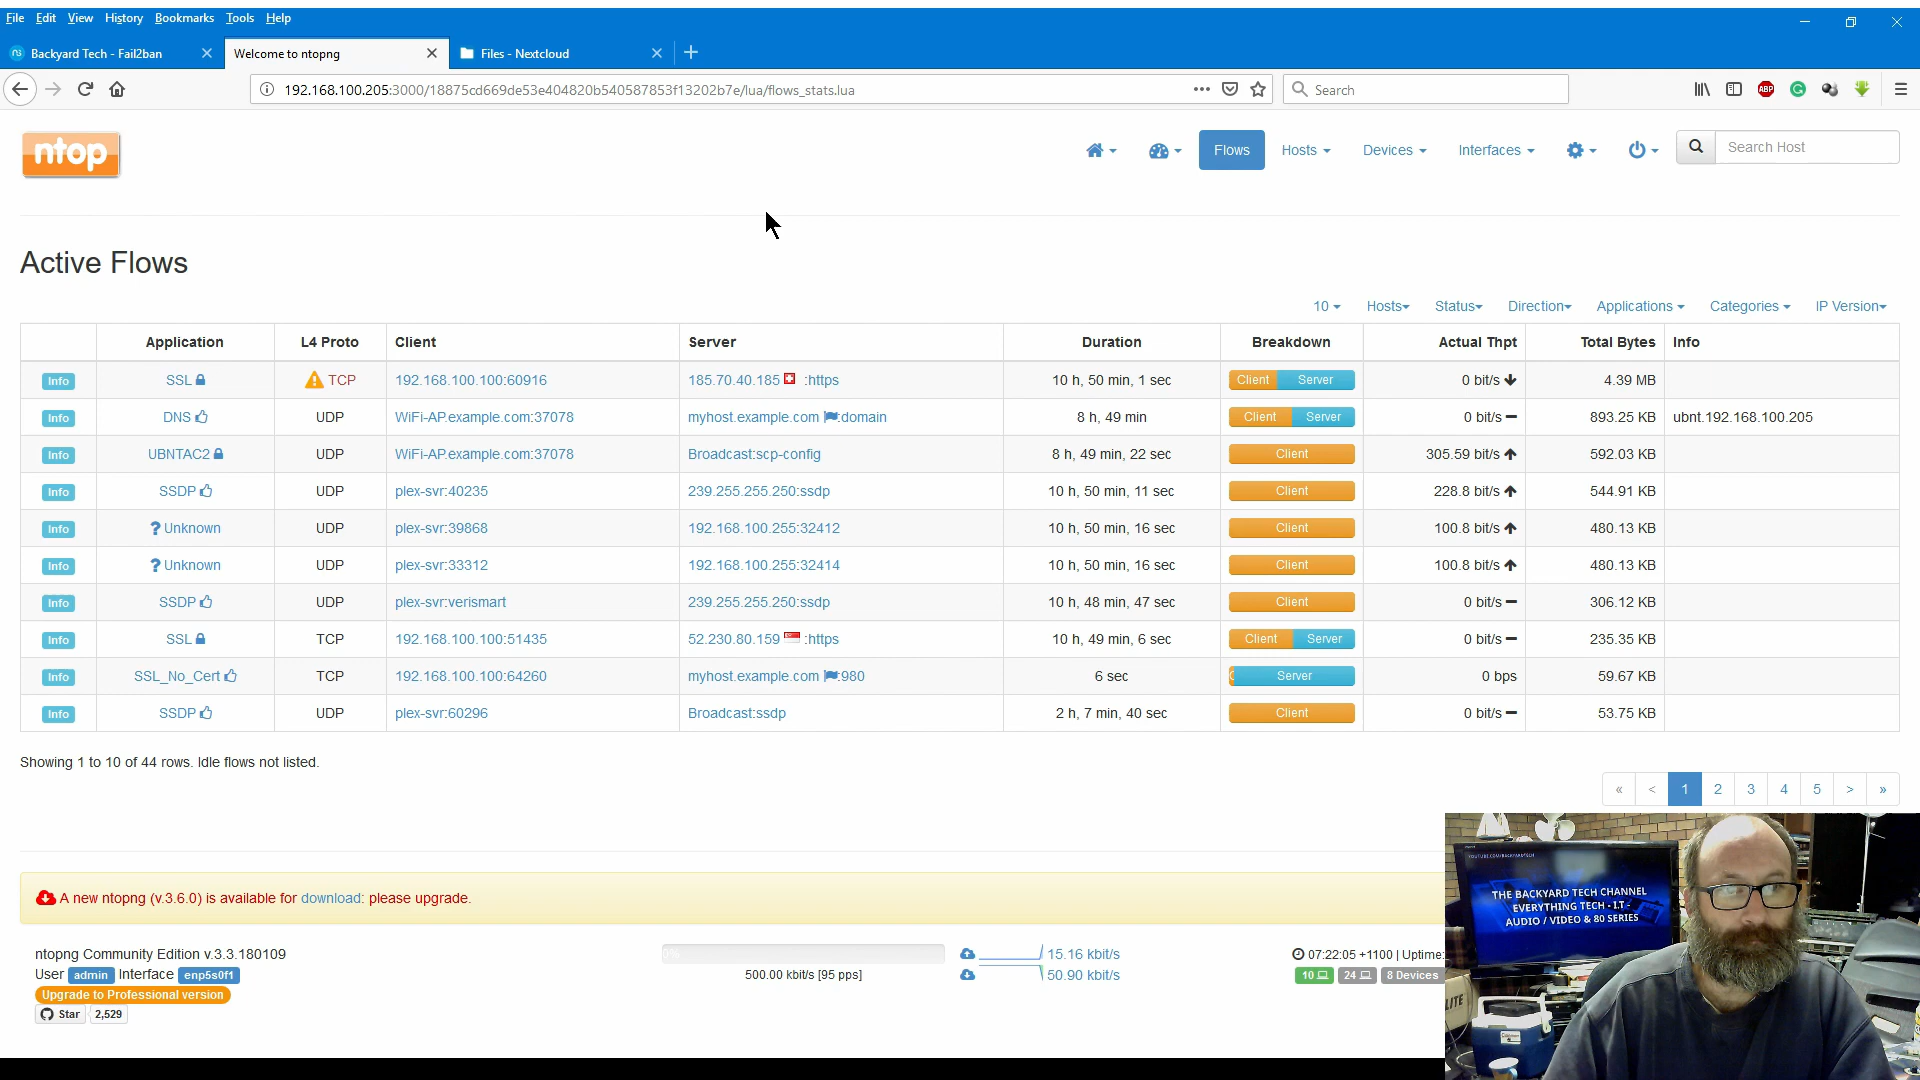 File Edit View History Bookmarks Tools Help
Backyard Tech - Fail2ban
Welcome to ntopng
Files - Nextcloud
192.168.100.205:3000/18875cd669de53e404820b540587853f13202b7e/lua/flows_stats.lua
Search
ABP
ntop
Flows Hosts Devices Interfaces
Search Host
Active Flows
10 Hosts Status Direction Applications Categories IP Version
Application L4 Proto Client Server Duration Breakdown Actual Thpt Total Bytes Info
Info SSL TCP 192.168.100.100:60916 185.70.40.185 :https 10 h, 50 min, 1 sec Client Server 0 bit/s 4.39 MB
Info DNS UDP WiFi-AP.example.com:37078 myhost.example.com :domain 8 h, 49 min Client Server 0 bit/s 893.25 KB ubnt.192.168.100.205
Info UBNTAC2 UDP WiFi-AP.example.com:37078 Broadcast:scp-config 8 h, 49 min, 22 sec Client 305.59 bit/s 592.03 KB
Info SSDP UDP plex-svr:40235 239.255.255.250:ssdp 10 h, 50 min, 11 sec Client 228.8 bit/s 544.91 KB
Info ? Unknown UDP plex-svr:39868 192.168.100.255:32412 10 h, 50 min, 16 sec Client 100.8 bit/s 480.13 KB
Info ? Unknown UDP plex-svr:33312 192.168.100.255:32414 10 h, 50 min, 16 sec Client 100.8 bit/s 480.13 KB
Info SSDP UDP plex-svr:verismart 239.255.255.250:ssdp 10 h, 48 min, 47 sec Client 0 bit/s 306.12 KB
Info SSL TCP 192.168.100.100:51435 52.230.80.159 :https 10 h, 49 min, 6 sec Client Server 0 bit/s 235.35 KB
Info SSL_No_Cert TCP 192.168.100.100:64260 myhost.example.com :980 6 sec Server 0 bps 59.67 KB
Info SSDP UDP plex-svr:60296 Broadcast:ssdp 2 h, 7 min, 40 sec Client 0 bit/s 53.75 KB
Showing 1 to 10 of 44 rows. Idle flows not listed.
« < 1 2 3 4 5 > »
A new ntopng (v.3.6.0) is available for download: please upgrade.
ntopng Community Edition v.3.3.180109
User admin Interface enp5s0f1
Upgrade to Professional version
Star 2,529
500.00 kbit/s [95 pps]
15.16 kbit/s
50.90 kbit/s
07:22:05 +1100 | Uptime:
10 24 8 Devices
THE BACKYARD TECH CHANNEL
EVERYTHING TECH - I.T -
AUDIO / VIDEO & 80 SERIES